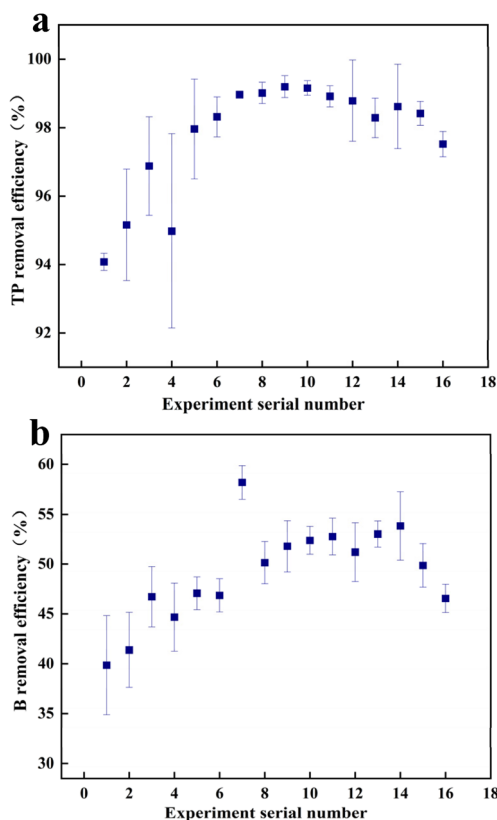 a
100
98
96
94
92
TP removal efficiency（%）
0 2 4 6 8 10 12 14 16 18
Experiment serial number
b
60
55
50
45
40
35
30
B removal efficiency（%）
0 2 4 6 8 10 12 14 16 18
Experiment serial number